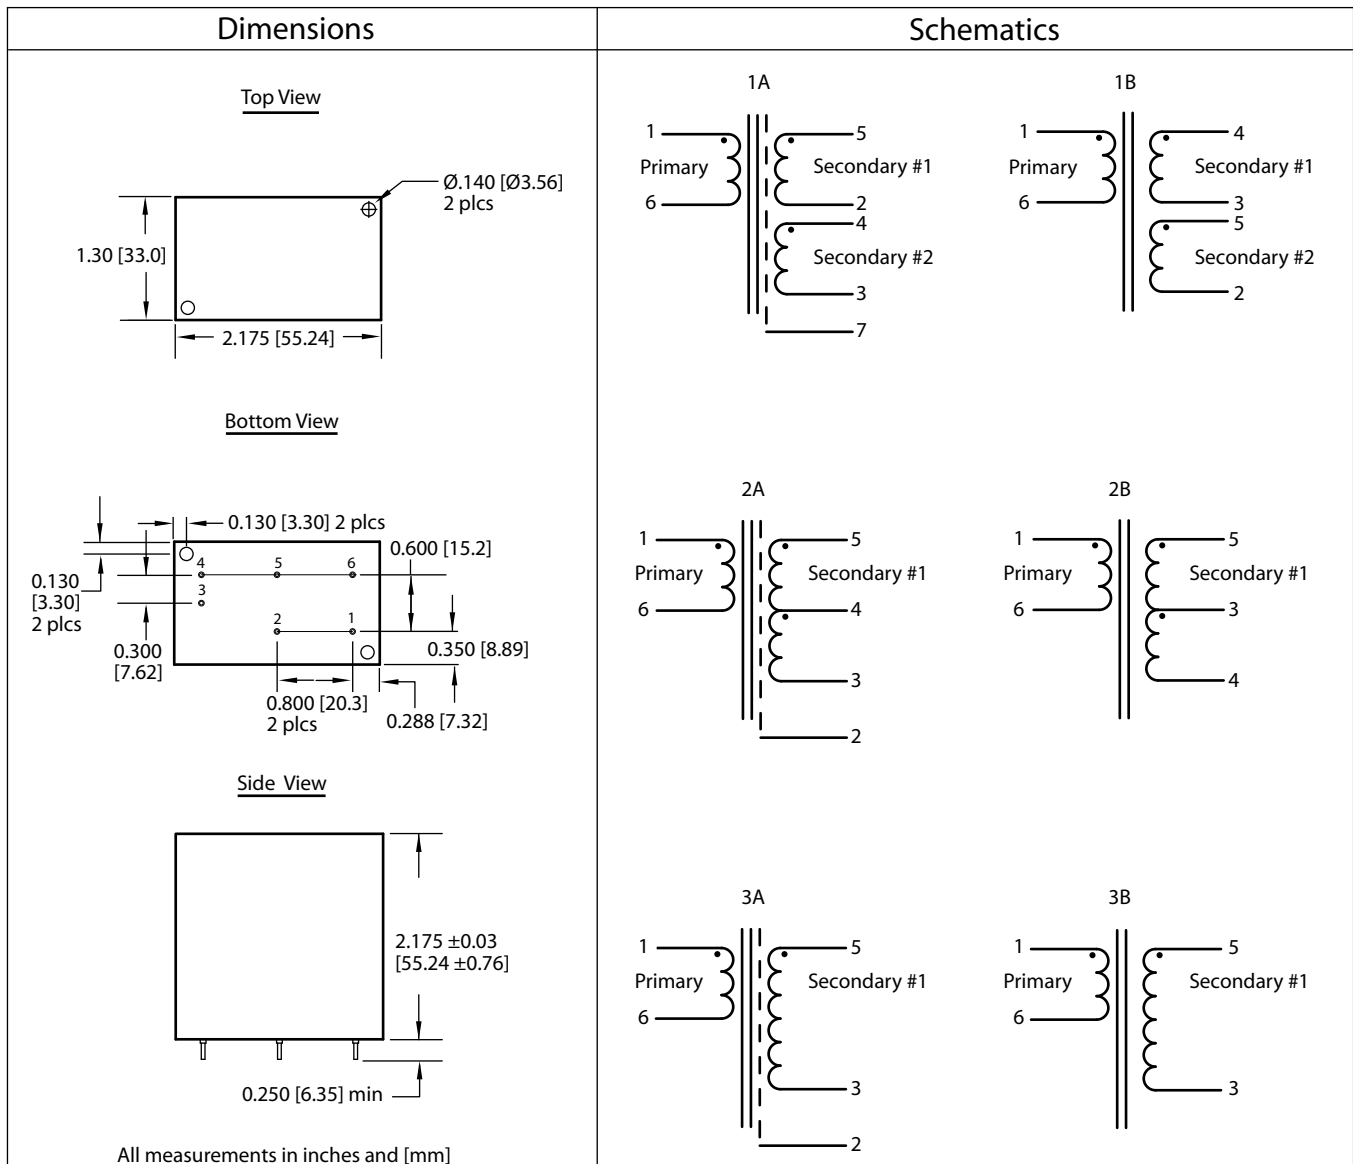 Dimensions
Top View
Ø.140 [Ø3.56]
2 plcs
1.30 [33.0]
2.175 [55.24]
Bottom View
0.130 [3.30] 2 plcs
0.600 [15.2]
4 5 6
0.130
[3.30]
2 plcs
3
2 1
0.300
[7.62]
0.350 [8.89]
0.800 [20.3]
2 plcs
0.288 [7.32]
Side View
2.175 ±0.03
[55.24 ±0.76]
0.250 [6.35] min
All measurements in inches and [mm]
Schematics
1A
1
Primary
6
5
Secondary #1
2
4
Secondary #2
3
7
1B
1
Primary
6
4
Secondary #1
3
5
Secondary #2
2
2A
1
Primary
6
5
Secondary #1
4
3
2
2B
1
Primary
6
5
Secondary #1
3
4
3A
1
Primary
6
5
Secondary #1
3
2
3B
1
Primary
6
5
Secondary #1
3